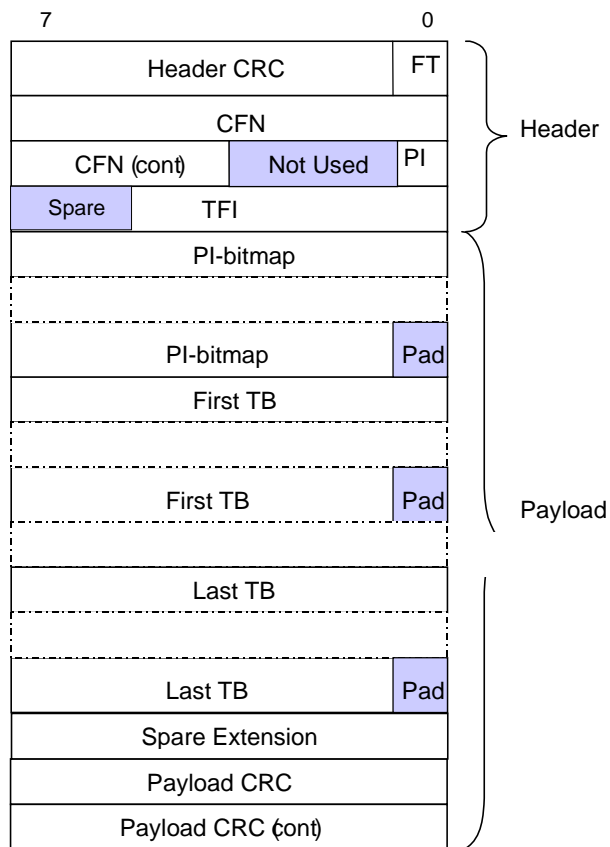 7 0
Header CRC FT
CFN
Header
CFN (cont) Not Used PI
Spare TFI
PI-bitmap
PI-bitmap Pad
First TB
First TB Pad
Payload
Last TB
Last TB Pad
Spare Extension
Payload CRC
Payload CRC (cont)